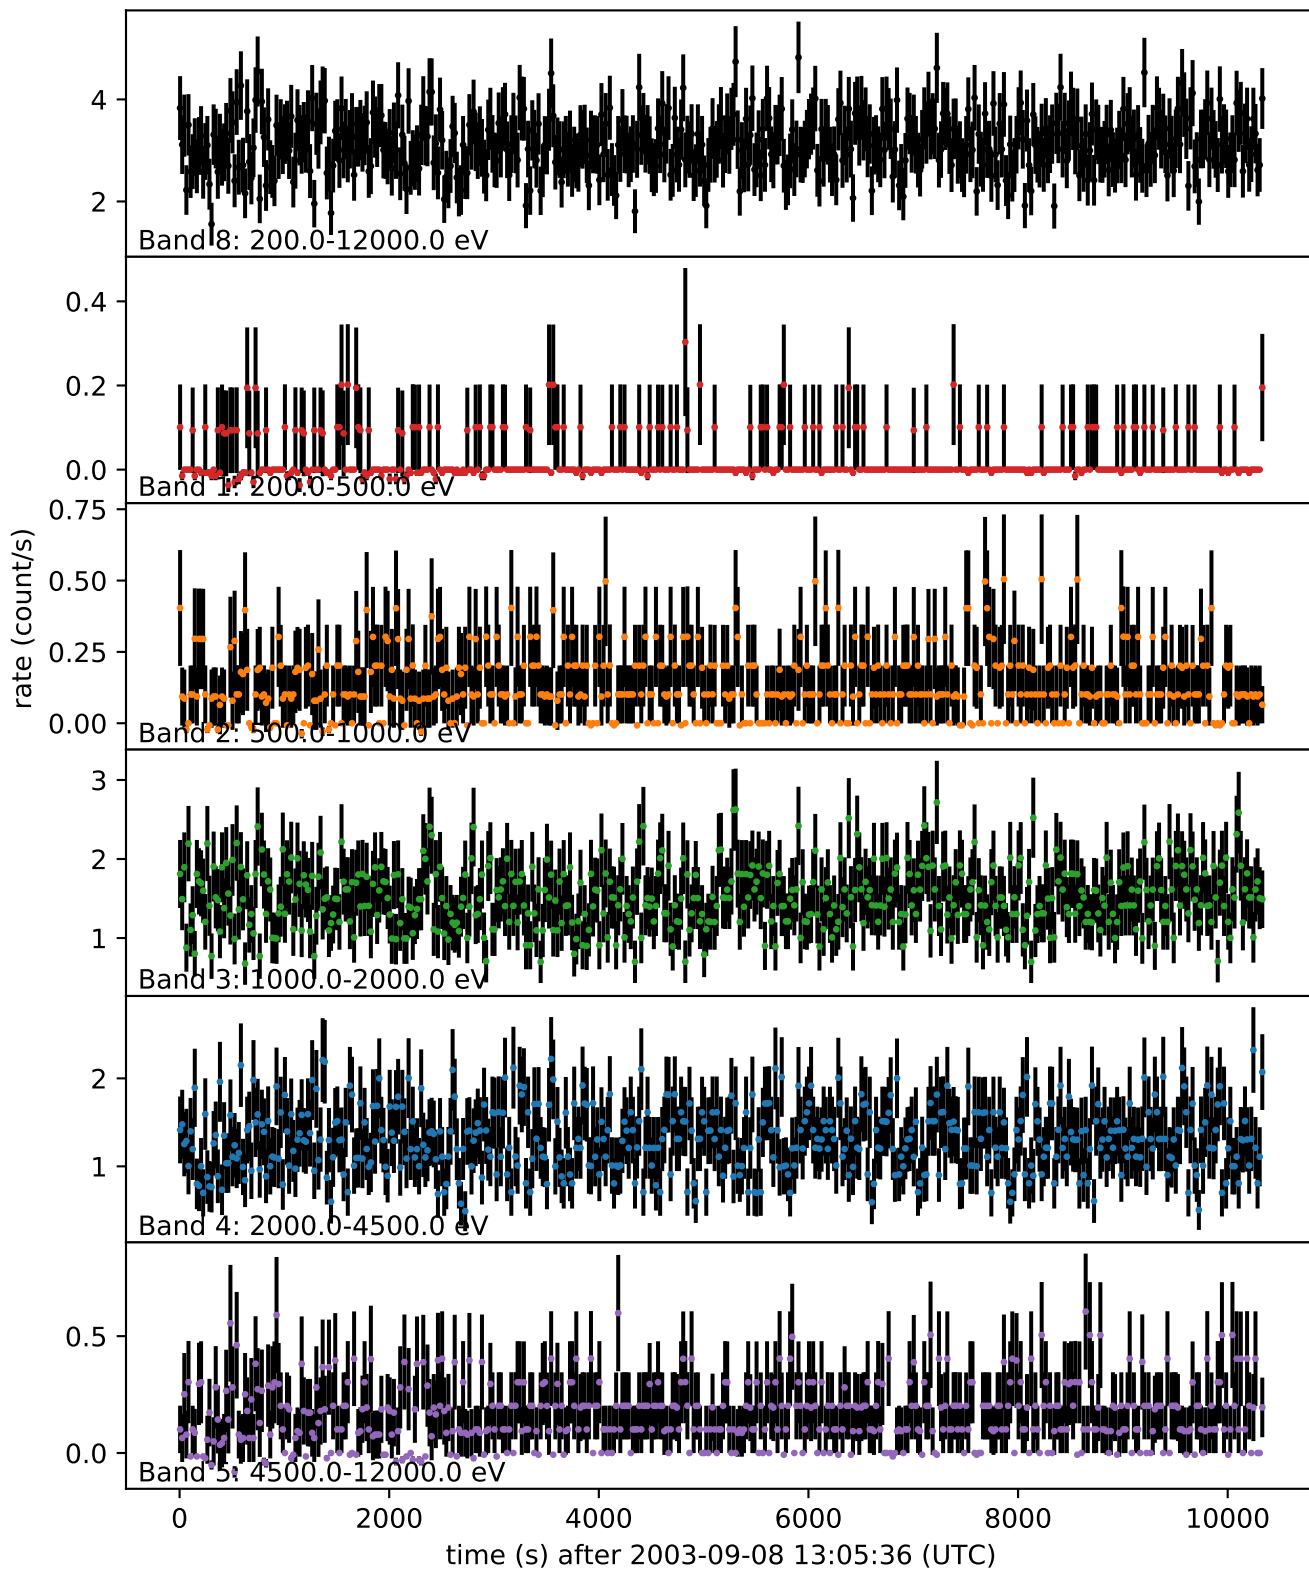 4
2
Band 8: 200.0-12000.0 eV
0.4
0.2
0.0
Band 1: 200.0-500.0 eV
0.75
0.50
0.25
0.00
Band 2: 500.0-1000.0 eV
rate (count/s)
3
2
1
Band 3: 1000.0-2000.0 eV
2
1
Band 4: 2000.0-4500.0 eV
0.5
0.0
Band 5: 4500.0-12000.0 eV
0 2000 4000 6000 8000 10000
time (s) after 2003-09-08 13:05:36 (UTC)